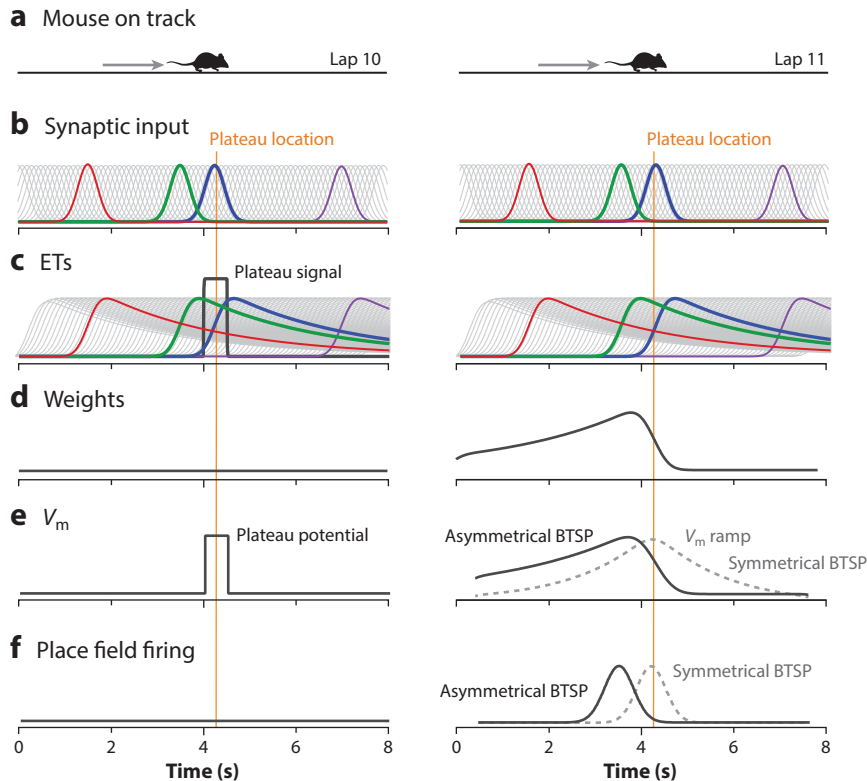 a Mouse on track
Lap 10
Lap 11
b Synaptic input
Plateau location
Plateau location
c ETs
Plateau signal
d Weights
e Vm
Plateau potential
Asymmetrical BTSP
Vm ramp
Symmetrical BTSP
f Place field firing
Asymmetrical BTSP
Symmetrical BTSP
0 2 4 6 8
0 2 4 6 8
Time (s)
Time (s)